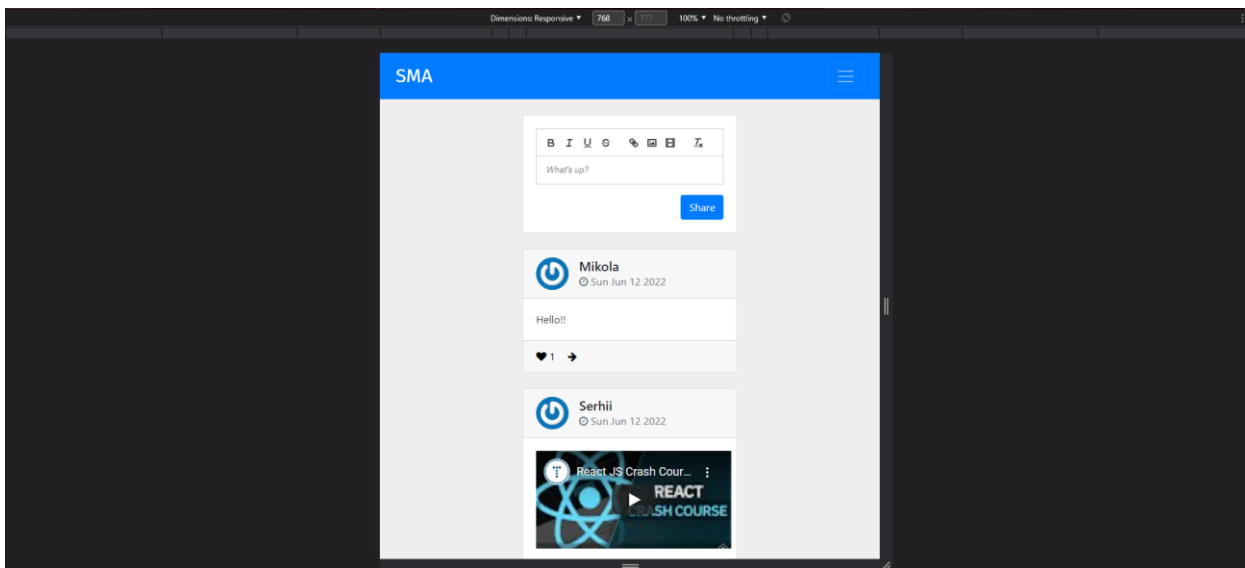 Dimensions: Responsive ▼ 768 × 777 100% ▼ No throttling ▼
SMA
B I U S Tx
What's up?
Share
Mikola
Sun Jun 12 2022
Hello!!
1
Serhii
Sun Jun 12 2022
React JS Crash Cour...
REACT
CRASH COURSE